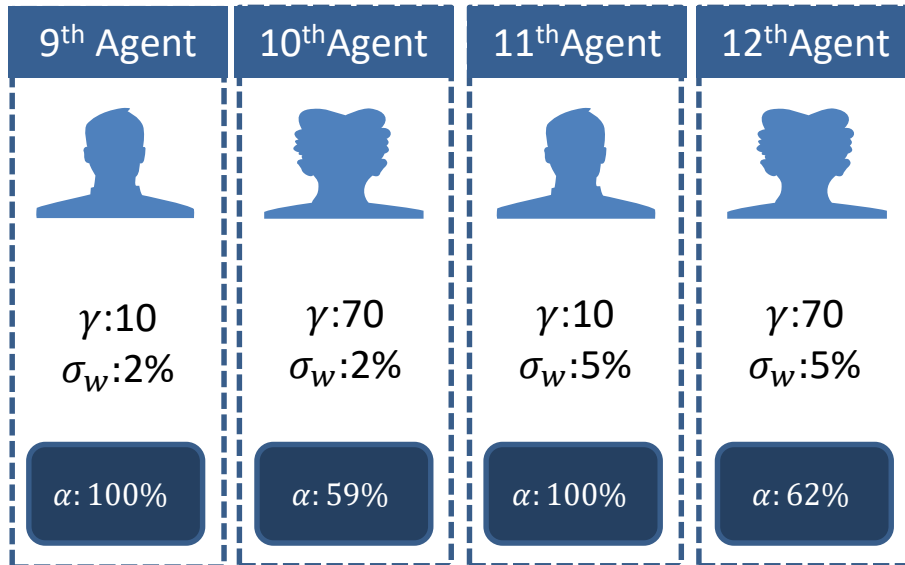 9th Agent
γ:10
σw:2%
α: 100%
10thAgent
γ:70
σw:2%
α: 59%
11thAgent
γ:10
σw:5%
α: 100%
12thAgent
γ:70
σw:5%
α: 62%